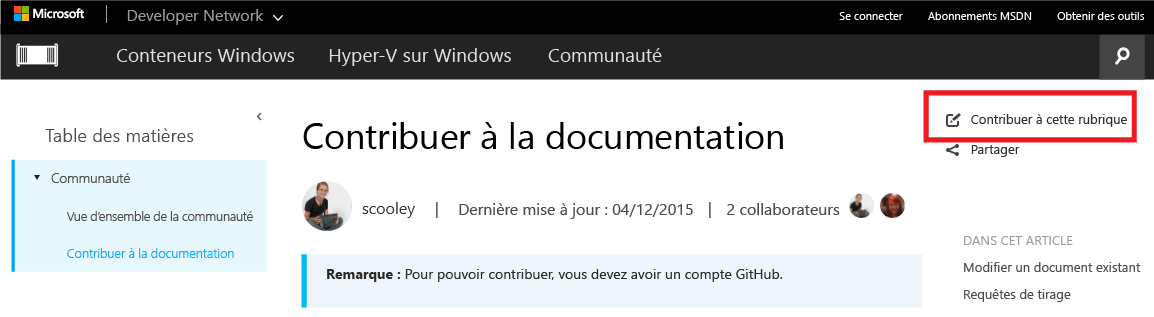 Microsoft
Developer Network
Se connecter
Abonnements MSDN
Obtenir des outils
Conteneurs Windows
Hyper-V sur Windows
Communauté
Table des matières
Communauté
Vue d'ensemble de la communauté
Contribuer à la documentation
Contribuer à la documentation
scooley | Dernière mise à jour : 04/12/2015 | 2 collaborateurs
Remarque : Pour pouvoir contribuer, vous devez avoir un compte GitHub.
Contribuer à cette rubrique
Partager
DANS CET ARTICLE
Modifier un document existant
Requêtes de tirage